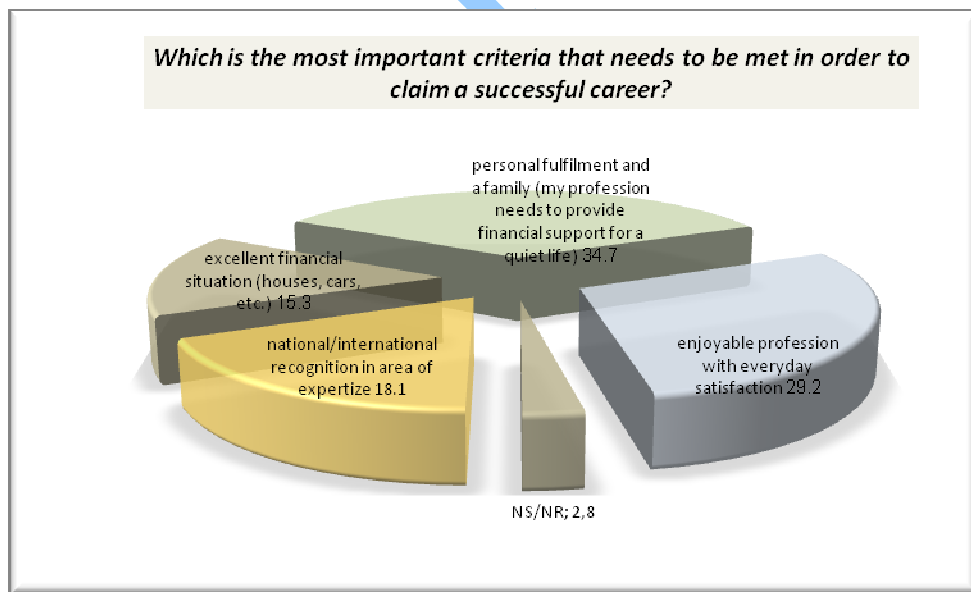 Which is the most important criteria that needs to be met in order to
claim a successful career?
personal fulfilment and
a family (my profession
needs to provide
financial support for a
quiet life) 34.7
excellent financial
situation (houses, cars,
etc.) 15.3
national/international
recognition in area of
expertize 18.1
enjoyable profession
with everyday
satisfaction 29.2
NS/NR; 2,8